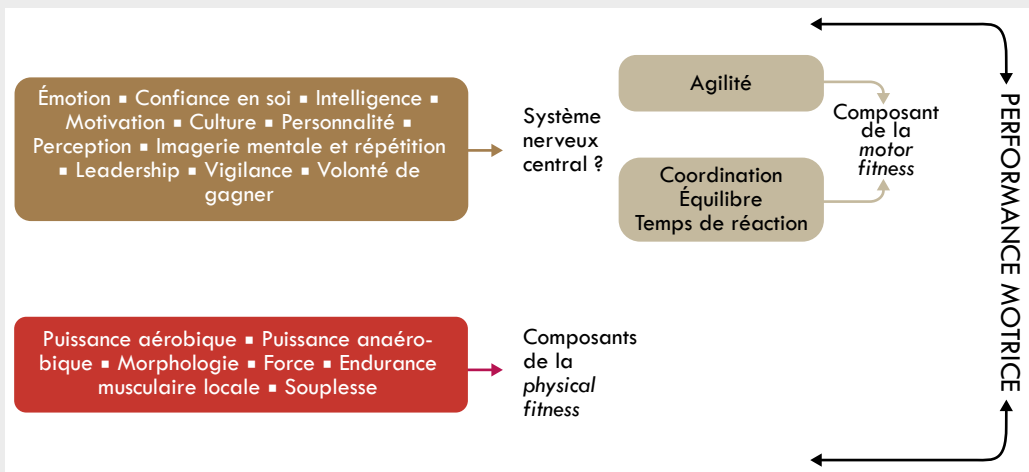 Émotion ▪ Confiance en soi ▪ Intelligence ▪
Motivation ▪ Culture ▪ Personnalité ▪
Perception ▪ Imagerie mentale et répétition
▪ Leadership ▪ Vigilance ▪ Volonté de
gagner
Système
nerveux
central ?
Agilité
Coordination
Équilibre
Temps de réaction
Composant
de la
motor
fitness
Puissance aérobique ▪ Puissance anaéro-
bique ▪ Morphologie ▪ Force ▪ Endurance
musculaire locale ▪ Souplesse
Composants
de la
physical
fitness
PERFORMANCE MOTRICE